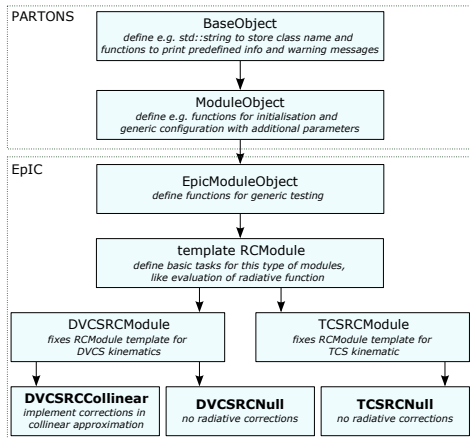 PARTONS
BaseObject
define e.g. std::string to store class name and
functions to print predefined info and warning messages
ModuleObject
define e.g. functions for initialisation and
generic configuration with additional parameters
EpIC
EpicModuleObject
define functions for generic testing
template RCModule
define basic tasks for this type of modules,
like evaluation of radiative function
DVCSRCModule
fixes RCModule template for
DVCS kinematics
TCSRCModule
fixes RCModule template for
TCS kinematic
DVCSRCCollinear
implement corrections in
collinear approximation
DVCSRCNull
no radiative corrections
TCSRCNull
no radiative corrections